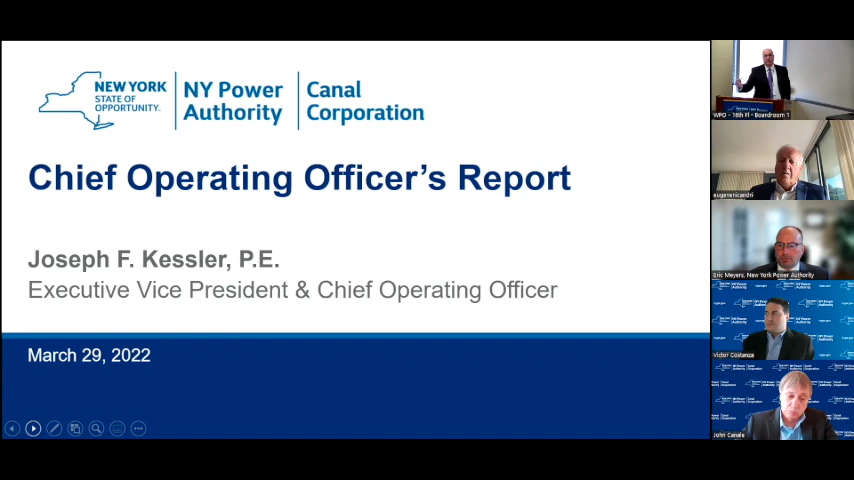 NEW YORK
STATE OF
OPPORTUNITY.
NY Power
Authority
Canal
Corporation
Chief Operating Officer's Report
Joseph F. Kessler, P.E.
Executive Vice President & Chief Operating Officer
March 29, 2022
WPO - 16th Fl - Boardroom 1
eugenenicandri
Eric Meyers, New York Power Authority
Victor Costanza
John Canale